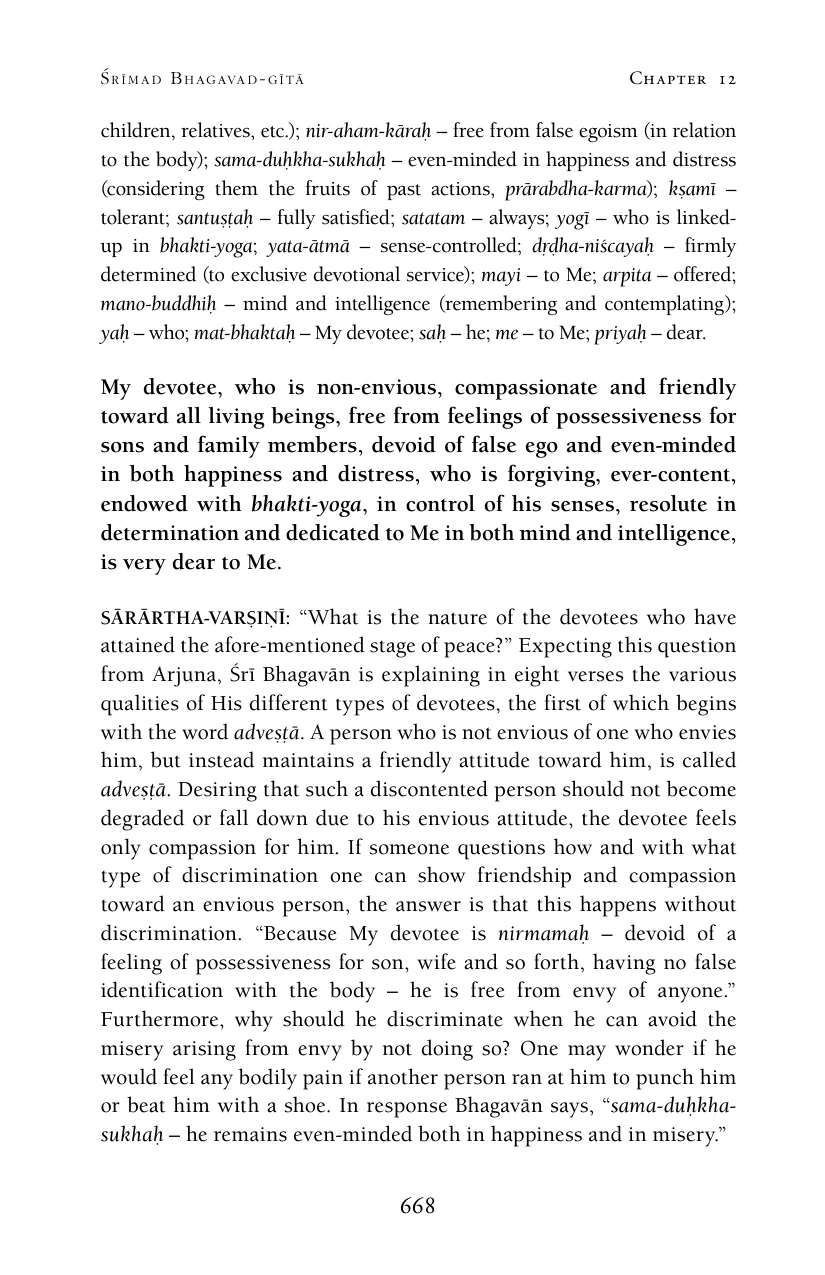 Śrīmad Bhagavad-gītā Chapter 12
children, relatives, etc.); nir-aham-kāraḥ – free from false egoism (in relation
to the body); sama-duḥkha-sukhaḥ – even-minded in happiness and distress
(considering them the fruits of past actions, prārabdha-karma); kṣamī –
tolerant; santuṣṭaḥ – fully satisfied; satatam – always; yogī – who is linked-
up in bhakti-yoga; yata-ātmā – sense-controlled; dṛḍha-niścayaḥ – firmly
determined (to exclusive devotional service); mayi – to Me; arpita – offered;
mano-buddhiḥ – mind and intelligence (remembering and contemplating);
yaḥ – who; mat-bhaktaḥ – My devotee; saḥ – he; me – to Me; priyaḥ – dear.
My devotee, who is non-envious, compassionate and friendly
toward all living beings, free from feelings of possessiveness for
sons and family members, devoid of false ego and even-minded
in both happiness and distress, who is forgiving, ever-content,
endowed with bhakti-yoga, in control of his senses, resolute in
determination and dedicated to Me in both mind and intelligence,
is very dear to Me.
SĀRĀRTHA-VARṢIṆĪ: “What is the nature of the devotees who have
attained the afore-mentioned stage of peace?” Expecting this question
from Arjuna, Śrī Bhagavān is explaining in eight verses the various
qualities of His different types of devotees, the first of which begins
with the word adveṣṭā. A person who is not envious of one who envies
him, but instead maintains a friendly attitude toward him, is called
adveṣṭā. Desiring that such a discontented person should not become
degraded or fall down due to his envious attitude, the devotee feels
only compassion for him. If someone questions how and with what
type of discrimination one can show friendship and compassion
toward an envious person, the answer is that this happens without
discrimination. “Because My devotee is nirmamaḥ – devoid of a
feeling of possessiveness for son, wife and so forth, having no false
identification with the body – he is free from envy of anyone.”
Furthermore, why should he discriminate when he can avoid the
misery arising from envy by not doing so? One may wonder if he
would feel any bodily pain if another person ran at him to punch him
or beat him with a shoe. In response Bhagavān says, “sama-duḥkha-
sukhaḥ – he remains even-minded both in happiness and in misery.”
668